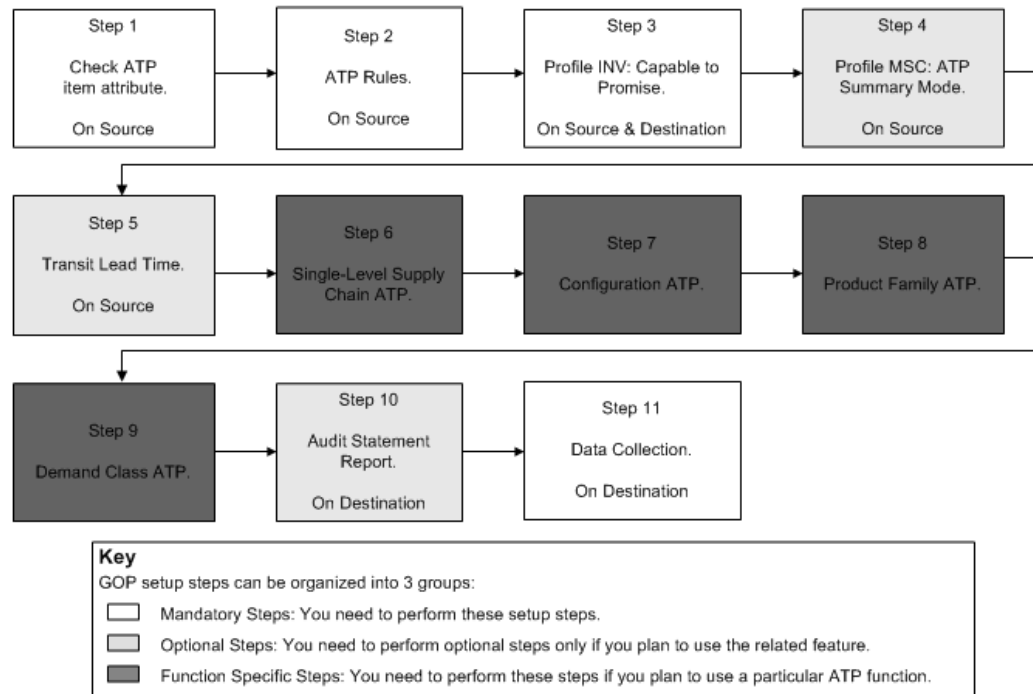 Step 1
Check ATP
item attribute.
On Source
Step 2
ATP Rules.
On Source
Step 3
Profile INV: Capable to
Promise.
On Source & Destination
Step 4
Profile MSC: ATP
Summary Mode.
On Source
Step 5
Transit Lead Time.
On Source
Step 6
Single-Level Supply
Chain ATP.
Step 7
Configuration ATP.
Step 8
Product Family ATP.
Step 9
Demand Class ATP.
Step 10
Audit Statement
Report.
On Destination
Step 11
Data Collection.
On Destination
Key
GOP setup steps can be organized into 3 groups:
Mandatory Steps: You need to perform these setup steps.
Optional Steps: You need to perform optional steps only if you plan to use the related feature.
Function Specific Steps: You need to perform these steps if you plan to use a particular ATP function.